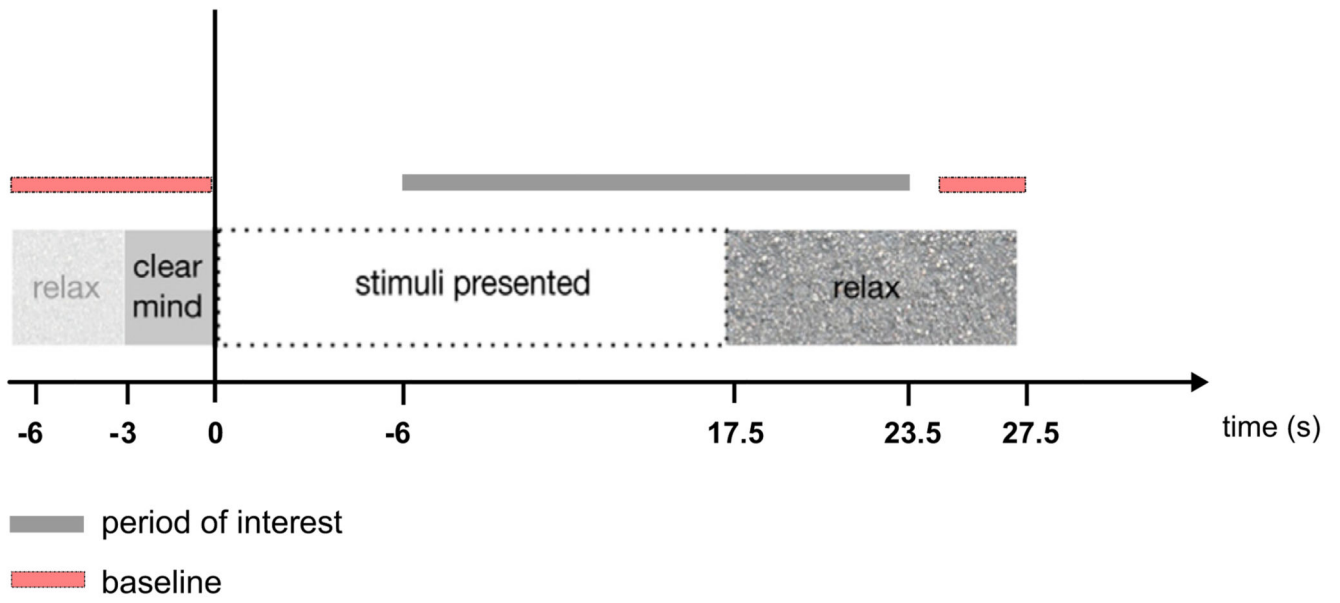 relax
clear
mind
stimuli presented
relax
-6 -3 0 -6 17.5 23.5 27.5 time (s)
period of interest
baseline